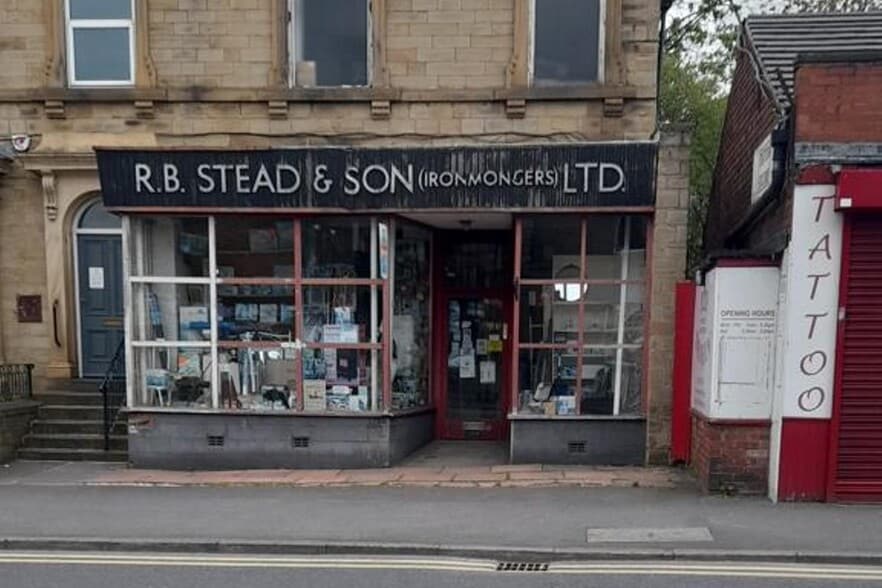 R.B. STEAD & SON (IRONMONGERS) LTD.
OPENING HOURS
TATTOO